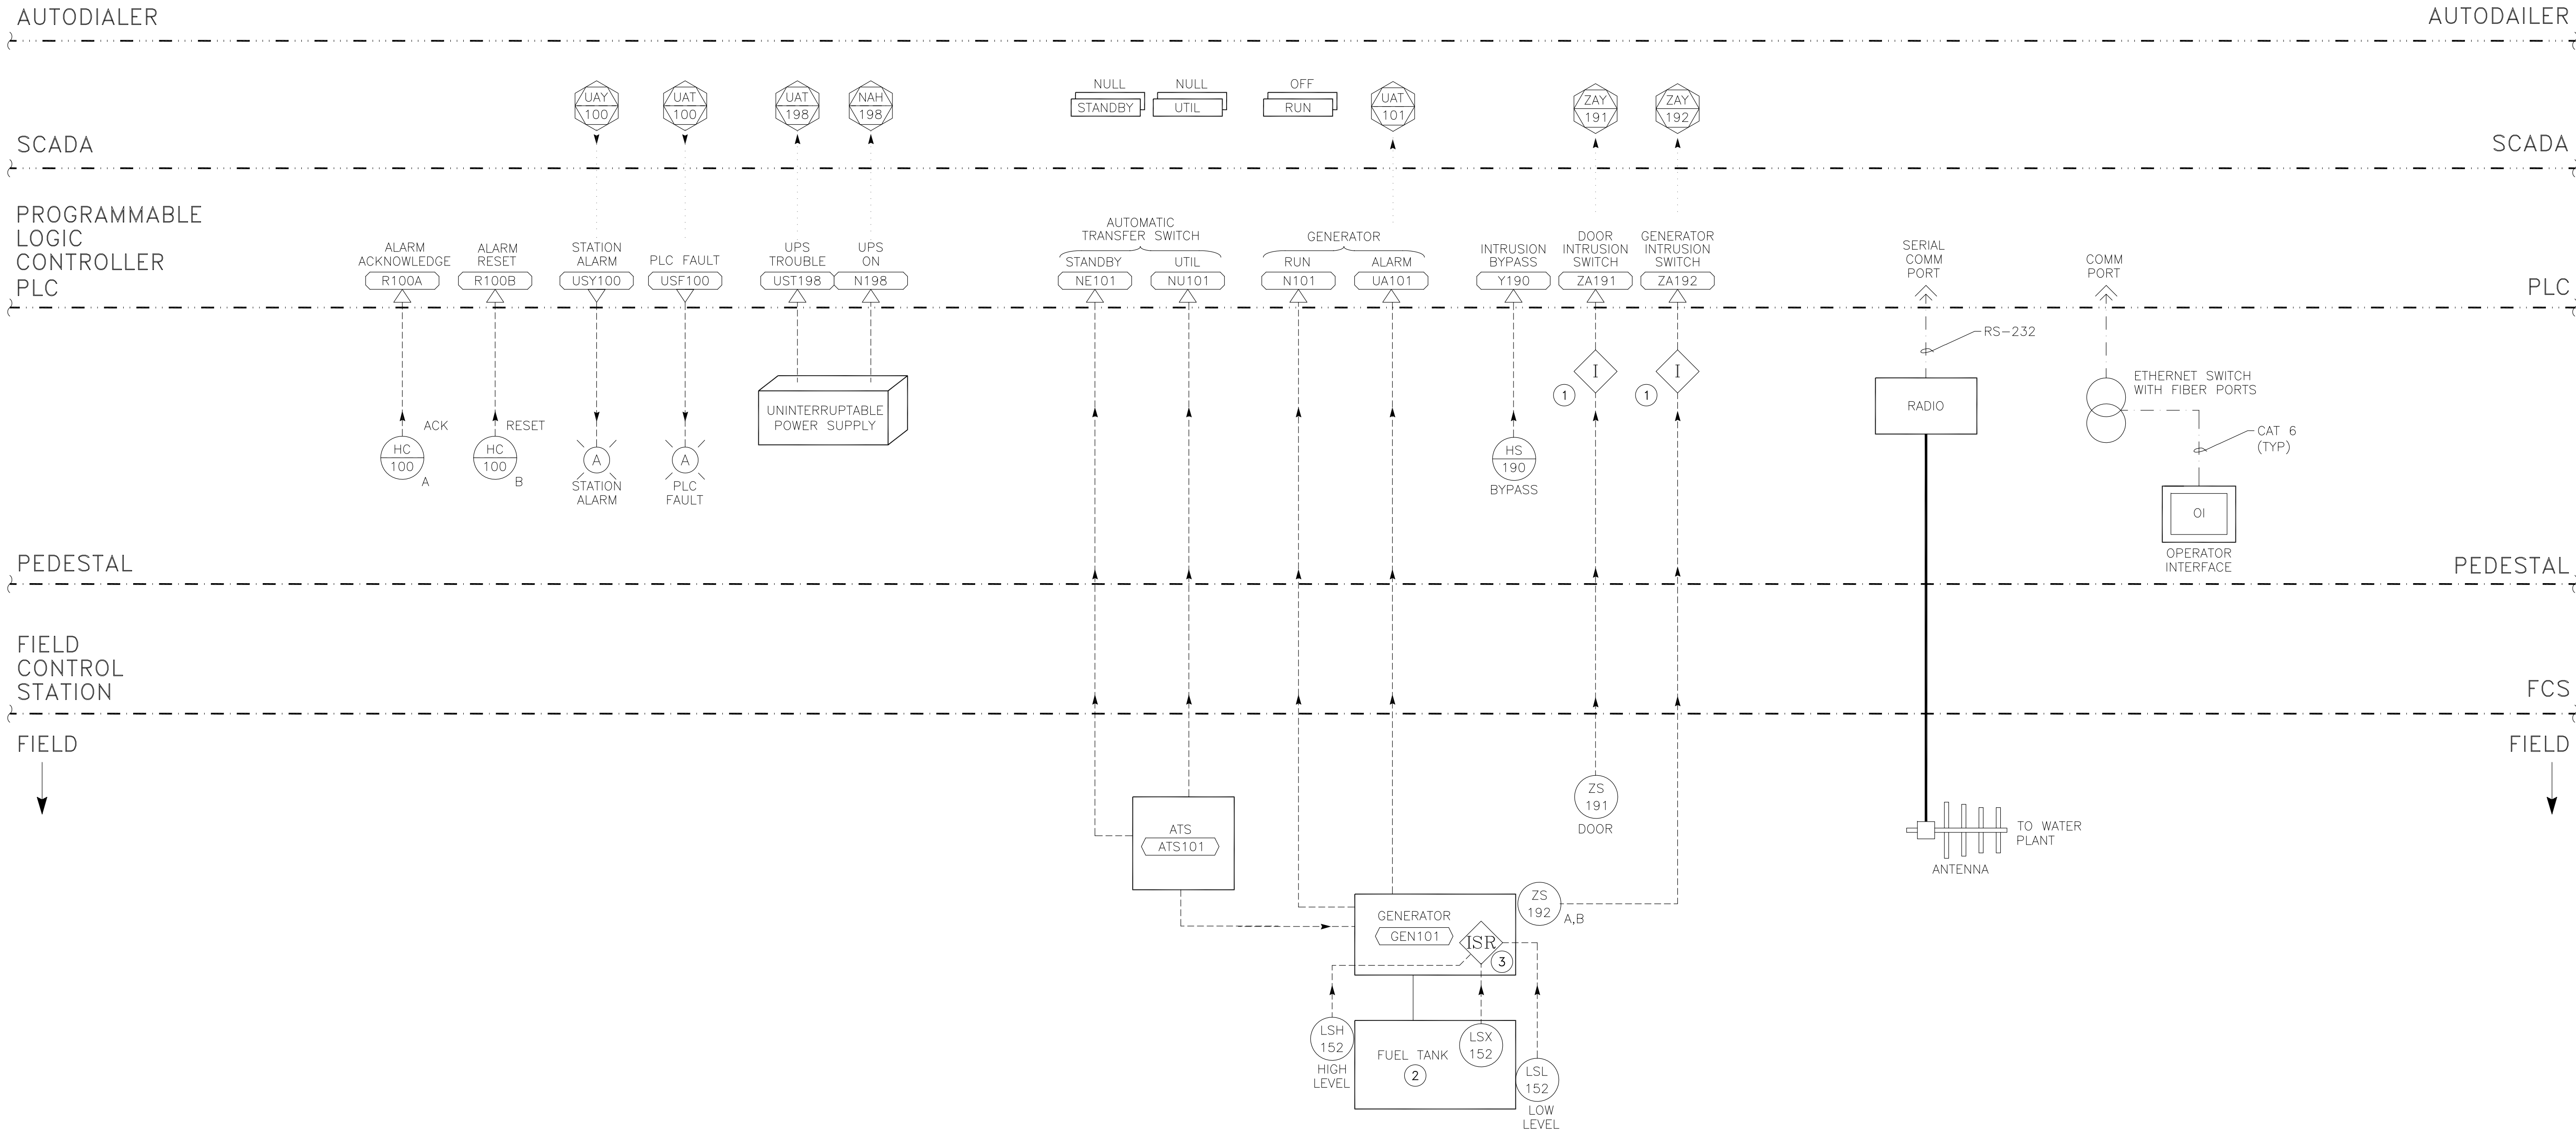 AUTODIALER
AUTODAILER
UAY
100
UAT
100
UAT
198
NAH
198
NULL
STANDBY
NULL
UTIL
OFF
RUN
UAT
101
ZAY
191
ZAY
192
SCADA
SCADA
PROGRAMMABLE
LOGIC
CONTROLLER
PLC
PLC
ALARM
ACKNOWLEDGE
R100A
ALARM
RESET
R100B
STATION
ALARM
USY100
PLC FAULT
USF100
UPS
TROUBLE
UST198
UPS
ON
N198
AUTOMATIC
TRANSFER SWITCH
STANDBY
NE101
UTIL
NU101
GENERATOR
RUN
N101
ALARM
UA101
INTRUSION
BYPASS
Y190
DOOR
INTRUSION
SWITCH
ZA191
GENERATOR
INTRUSION
SWITCH
ZA192
SERIAL
COMM
PORT
COMM
PORT
RS-232
I
1
I
1
UNINTERRUPTABLE
POWER SUPPLY
RADIO
ETHERNET SWITCH
WITH FIBER PORTS
CAT 6
(TYP)
ACK
HC
100
A
RESET
HC
100
B
A
STATION
ALARM
A
PLC
FAULT
HS
190
BYPASS
OI
OPERATOR
INTERFACE
PEDESTAL
PEDESTAL
FIELD
CONTROL
STATION
FCS
FIELD
FIELD
ZS
191
DOOR
ATS
ATS101
TO WATER
PLANT
ANTENNA
GENERATOR
GEN101
ISR
3
ZS
192
A,B
LSH
152
HIGH
LEVEL
FUEL TANK
2
LSX
152
LSL
152
LOW
LEVEL